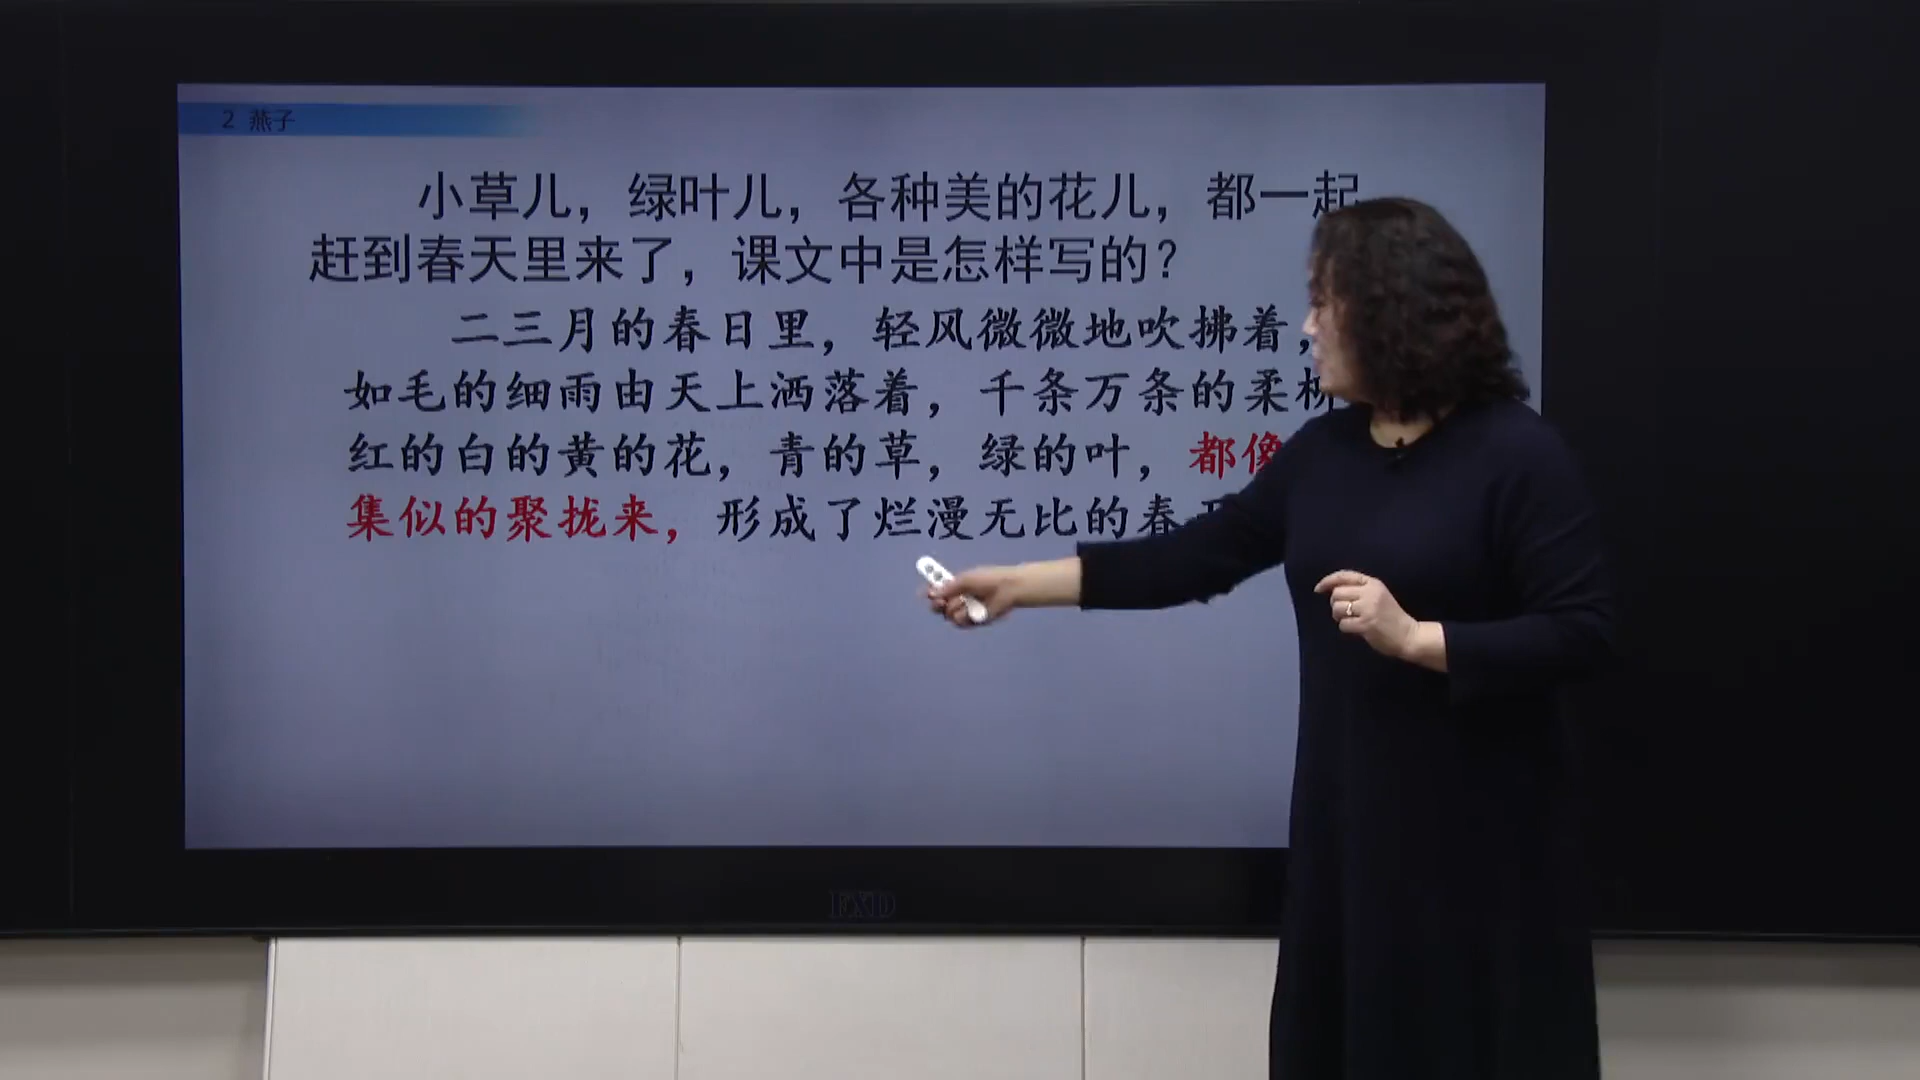 2 燕子
小草儿，绿叶儿，各种美的花儿，都一起
赶到春天里来了，课文中是怎样写的？
二三月的春日里，轻风微微地吹拂着，
如毛的细雨由天上洒落着，千条万条的柔柳
红的白的黄的花，青的草，绿的叶，都像
集似的聚拢来，形成了烂漫无比的春天
EXD